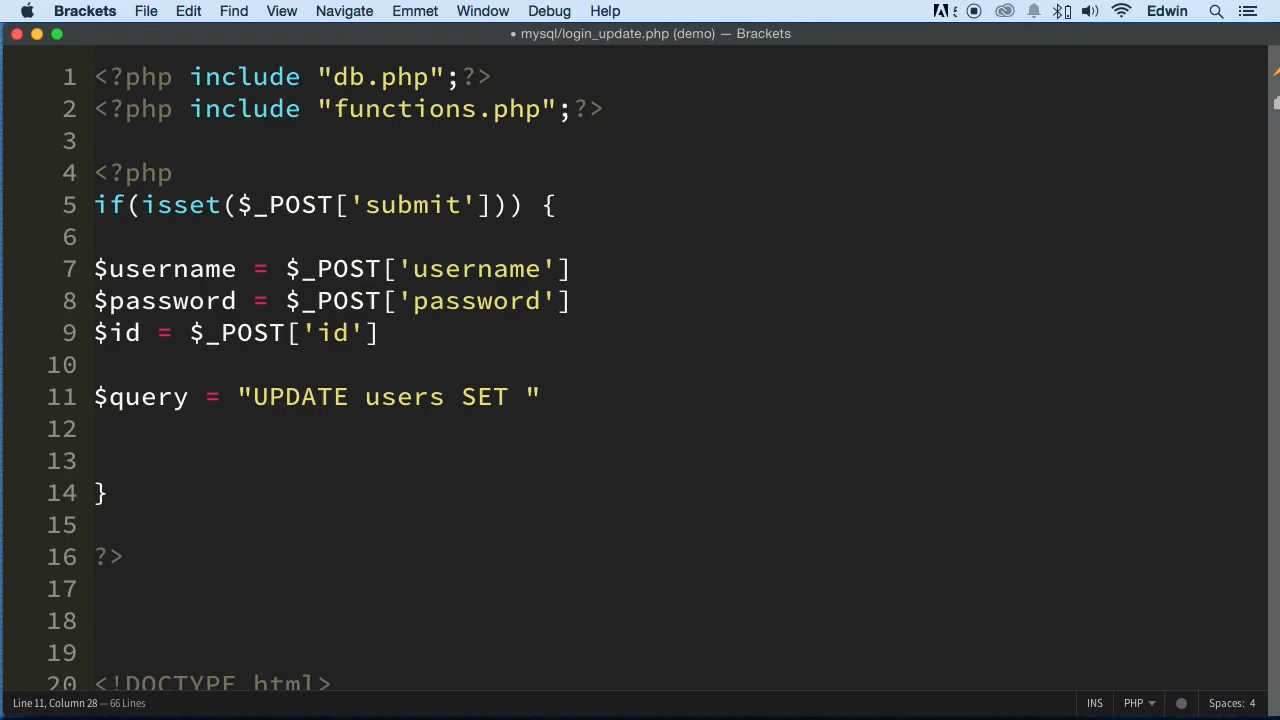 Brackets File Edit Find View Navigate Emmet Window Debug Help Edwin
• mysql/login_update.php (demo) — Brackets
1 <?php include "db.php";?>
2 <?php include "functions.php";?>
3
4 <?php
5 if(isset($_POST['submit'])) {
6
7 $username = $_POST['username']
8 $password = $_POST['password']
9 $id = $_POST['id']
10
11 $query = "UPDATE users SET "
12
13
14 }
15
16 ?>
17
18
19
20 <!DOCTYPE html>
Line 11, Column 28 — 66 Lines INS PHP Spaces: 4